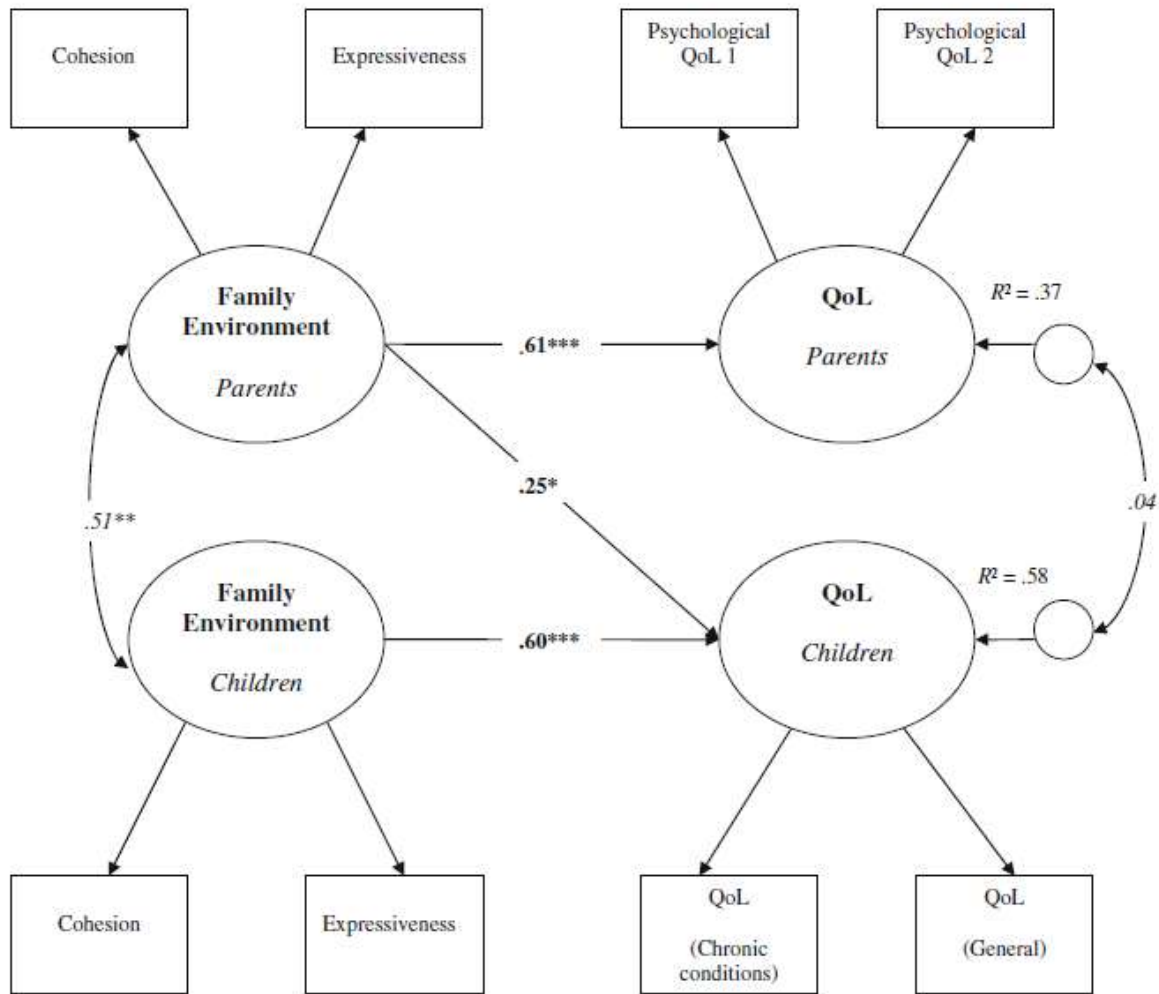 Cohesion
Expressiveness
Psychological
QoL 1
Psychological
QoL 2
Family
Environment
Parents
QoL
Parents
R² = .37
.61***
.25*
.51**
.04
Family
Environment
Children
QoL
Children
R² = .58
.60***
Cohesion
Expressiveness
QoL
(Chronic
conditions)
QoL
(General)